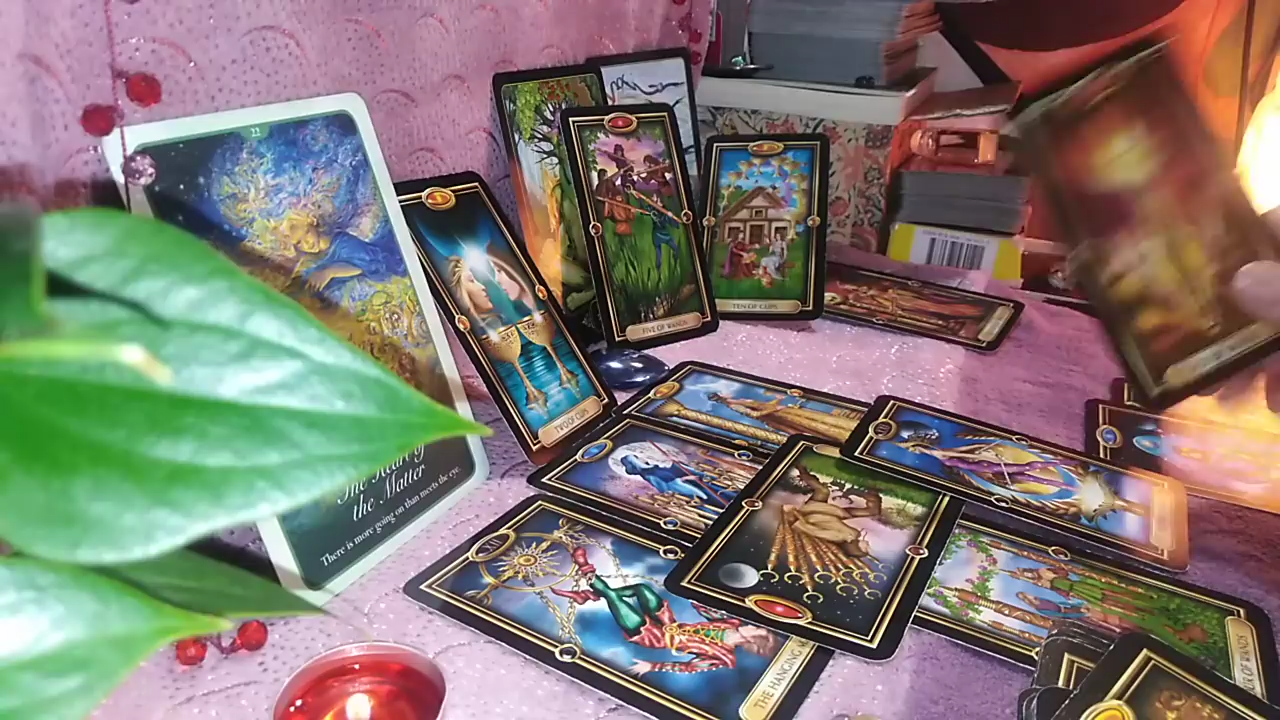 22
The Heart of
the Matter
There is more going on than meets the eye.
TWO OF CUPS
FIVE OF WANDS
TEN OF CUPS
THE HANGING
OF WANDS